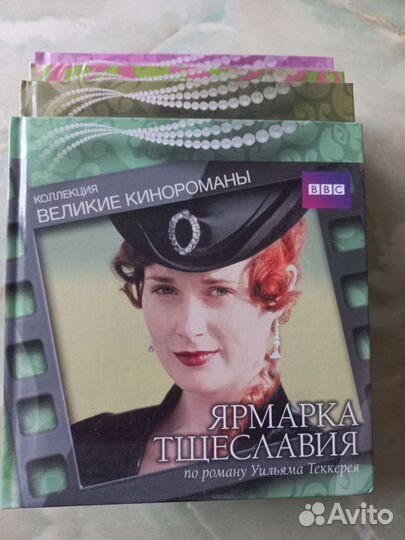 КОЛЛЕКЦИЯ
ВЕЛИКИЕ КИНОРОМАНЫ
BBC
ЯРМАРКА
ТЩЕСЛАВИЯ
по роману Уильяма Теккерея
Avito